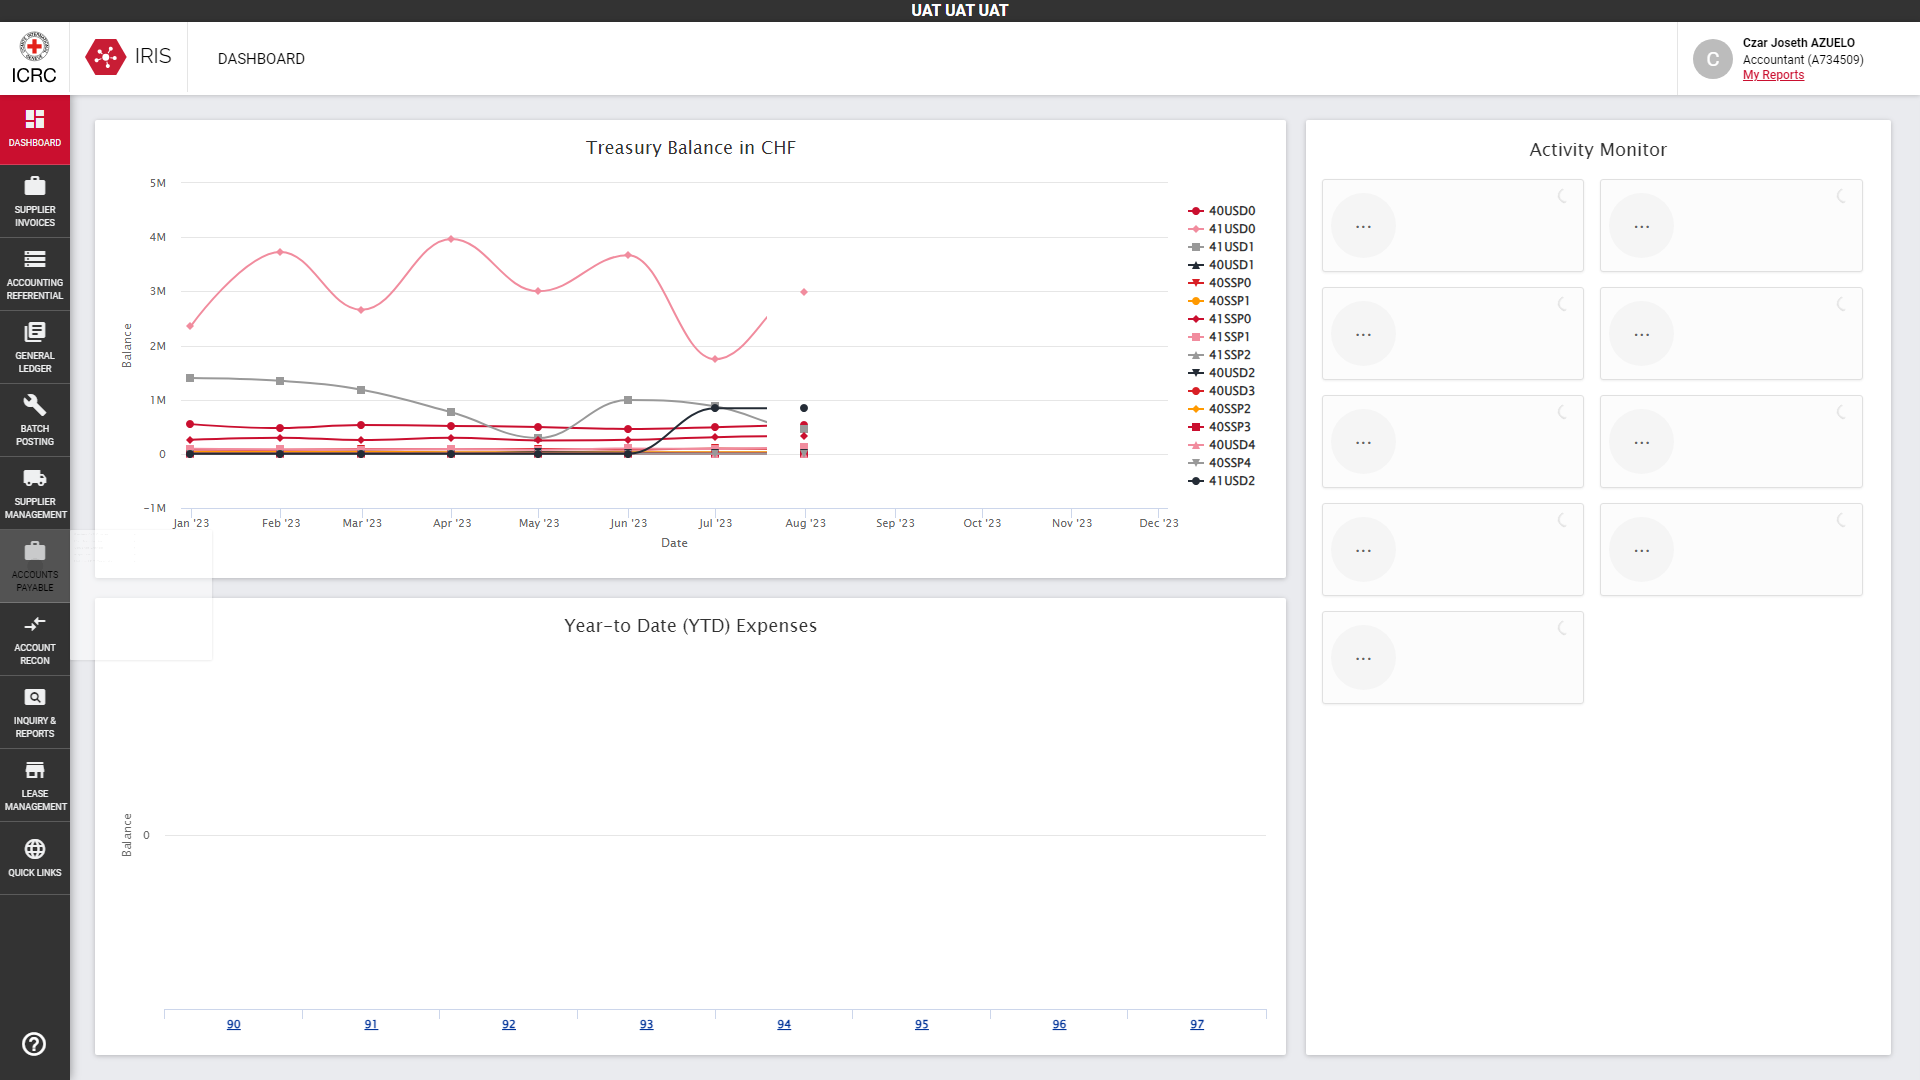 UAT UAT UAT
ICRC
IRIS
DASHBOARD
C
Czar Joseth AZUELO
Accountant (A734509)
My Reports
DASHBOARD
SUPPLIER
INVOICES
ACCOUNTING
REFERENTIAL
GENERAL
LEDGER
BATCH
POSTING
SUPPLIER
MANAGEMENT
ACCOUNTS
PAYABLE
ACCOUNT
RECON
INQUIRY &
REPORTS
LEASE
MANAGEMENT
QUICK LINKS
Treasury Balance in CHF
Balance
5M
4M
3M
2M
1M
0
−1M
Jan '23
Feb '23
Mar '23
Apr '23
May '23
Jun '23
Jul '23
Aug '23
Sep '23
Oct '23
Nov '23
Dec '23
Date
40USD0
41USD0
41USD1
40USD1
40SSP0
40SSP1
41SSP0
41SSP1
41SSP2
40USD2
40USD3
40SSP2
40SSP3
40USD4
40SSP4
41USD2
Year-to Date (YTD) Expenses
Balance
0
90
91
92
93
94
95
96
97
Activity Monitor
...
...
...
...
...
...
...
...
...